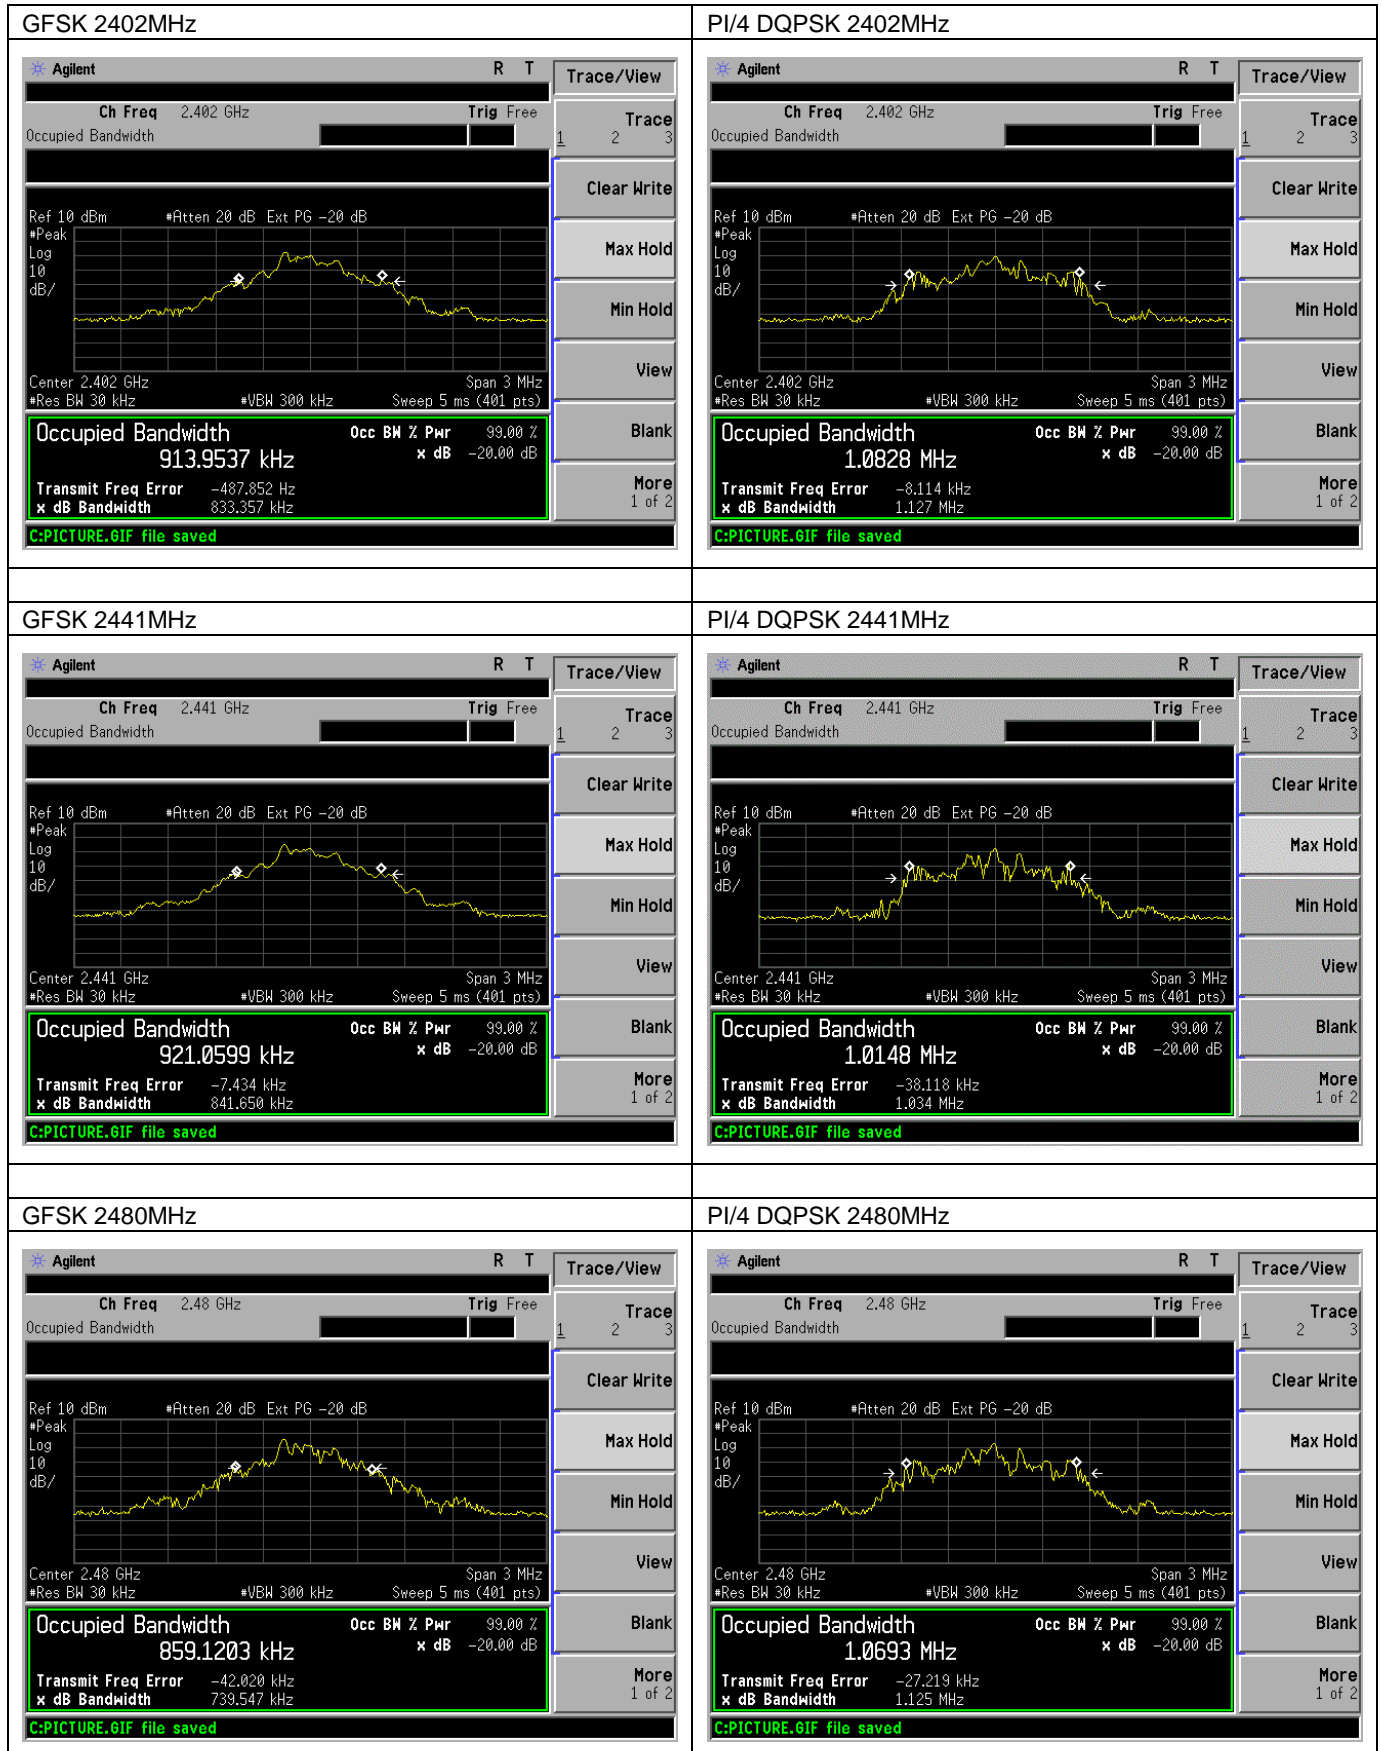 GFSK 2402MHz
PI/4 DQPSK 2402MHz
Agilent R T Trace/View
Ch Freq 2.402 GHz Trig Free
Occupied Bandwidth
Trace
1 2 3
Clear Write
Ref 10 dBm #Atten 20 dB Ext PG -20 dB
#Peak
Log
10
dB/
Max Hold
Min Hold
View
Center 2.402 GHz Span 3 MHz
#Res BW 30 kHz #VBW 300 kHz Sweep 5 ms (401 pts)
Occupied Bandwidth Occ BW % Pwr 99.00 %
913.9537 kHz x dB -20.00 dB
Blank
Transmit Freq Error -487.852 Hz
x dB Bandwidth 833.357 kHz
More
1 of 2
C:PICTURE.GIF file saved
Agilent R T Trace/View
Ch Freq 2.402 GHz Trig Free
Occupied Bandwidth
Trace
1 2 3
Clear Write
Ref 10 dBm #Atten 20 dB Ext PG -20 dB
#Peak
Log
10
dB/
Max Hold
Min Hold
View
Center 2.402 GHz Span 3 MHz
#Res BW 30 kHz #VBW 300 kHz Sweep 5 ms (401 pts)
Occupied Bandwidth Occ BW % Pwr 99.00 %
1.0828 MHz x dB -20.00 dB
Blank
Transmit Freq Error -8.114 kHz
x dB Bandwidth 1.127 MHz
More
1 of 2
C:PICTURE.GIF file saved
GFSK 2441MHz
PI/4 DQPSK 2441MHz
Agilent R T Trace/View
Ch Freq 2.441 GHz Trig Free
Occupied Bandwidth
Trace
1 2 3
Clear Write
Ref 10 dBm #Atten 20 dB Ext PG -20 dB
#Peak
Log
10
dB/
Max Hold
Min Hold
View
Center 2.441 GHz Span 3 MHz
#Res BW 30 kHz #VBW 300 kHz Sweep 5 ms (401 pts)
Occupied Bandwidth Occ BW % Pwr 99.00 %
921.0599 kHz x dB -20.00 dB
Blank
Transmit Freq Error -7.434 kHz
x dB Bandwidth 841.650 kHz
More
1 of 2
C:PICTURE.GIF file saved
Agilent R T Trace/View
Ch Freq 2.441 GHz Trig Free
Occupied Bandwidth
Trace
1 2 3
Clear Write
Ref 10 dBm #Atten 20 dB Ext PG -20 dB
#Peak
Log
10
dB/
Max Hold
Min Hold
View
Center 2.441 GHz Span 3 MHz
#Res BW 30 kHz #VBW 300 kHz Sweep 5 ms (401 pts)
Occupied Bandwidth Occ BW % Pwr 99.00 %
1.0148 MHz x dB -20.00 dB
Blank
Transmit Freq Error -38.118 kHz
x dB Bandwidth 1.034 MHz
More
1 of 2
C:PICTURE.GIF file saved
GFSK 2480MHz
PI/4 DQPSK 2480MHz
Agilent R T Trace/View
Ch Freq 2.48 GHz Trig Free
Occupied Bandwidth
Trace
1 2 3
Clear Write
Ref 10 dBm #Atten 20 dB Ext PG -20 dB
#Peak
Log
10
dB/
Max Hold
Min Hold
View
Center 2.48 GHz Span 3 MHz
#Res BW 30 kHz #VBW 300 kHz Sweep 5 ms (401 pts)
Occupied Bandwidth Occ BW % Pwr 99.00 %
859.1203 kHz x dB -20.00 dB
Blank
Transmit Freq Error -42.020 kHz
x dB Bandwidth 739.547 kHz
More
1 of 2
C:PICTURE.GIF file saved
Agilent R T Trace/View
Ch Freq 2.48 GHz Trig Free
Occupied Bandwidth
Trace
1 2 3
Clear Write
Ref 10 dBm #Atten 20 dB Ext PG -20 dB
#Peak
Log
10
dB/
Max Hold
Min Hold
View
Center 2.48 GHz Span 3 MHz
#Res BW 30 kHz #VBW 300 kHz Sweep 5 ms (401 pts)
Occupied Bandwidth Occ BW % Pwr 99.00 %
1.0693 MHz x dB -20.00 dB
Blank
Transmit Freq Error -27.219 kHz
x dB Bandwidth 1.125 MHz
More
1 of 2
C:PICTURE.GIF file saved